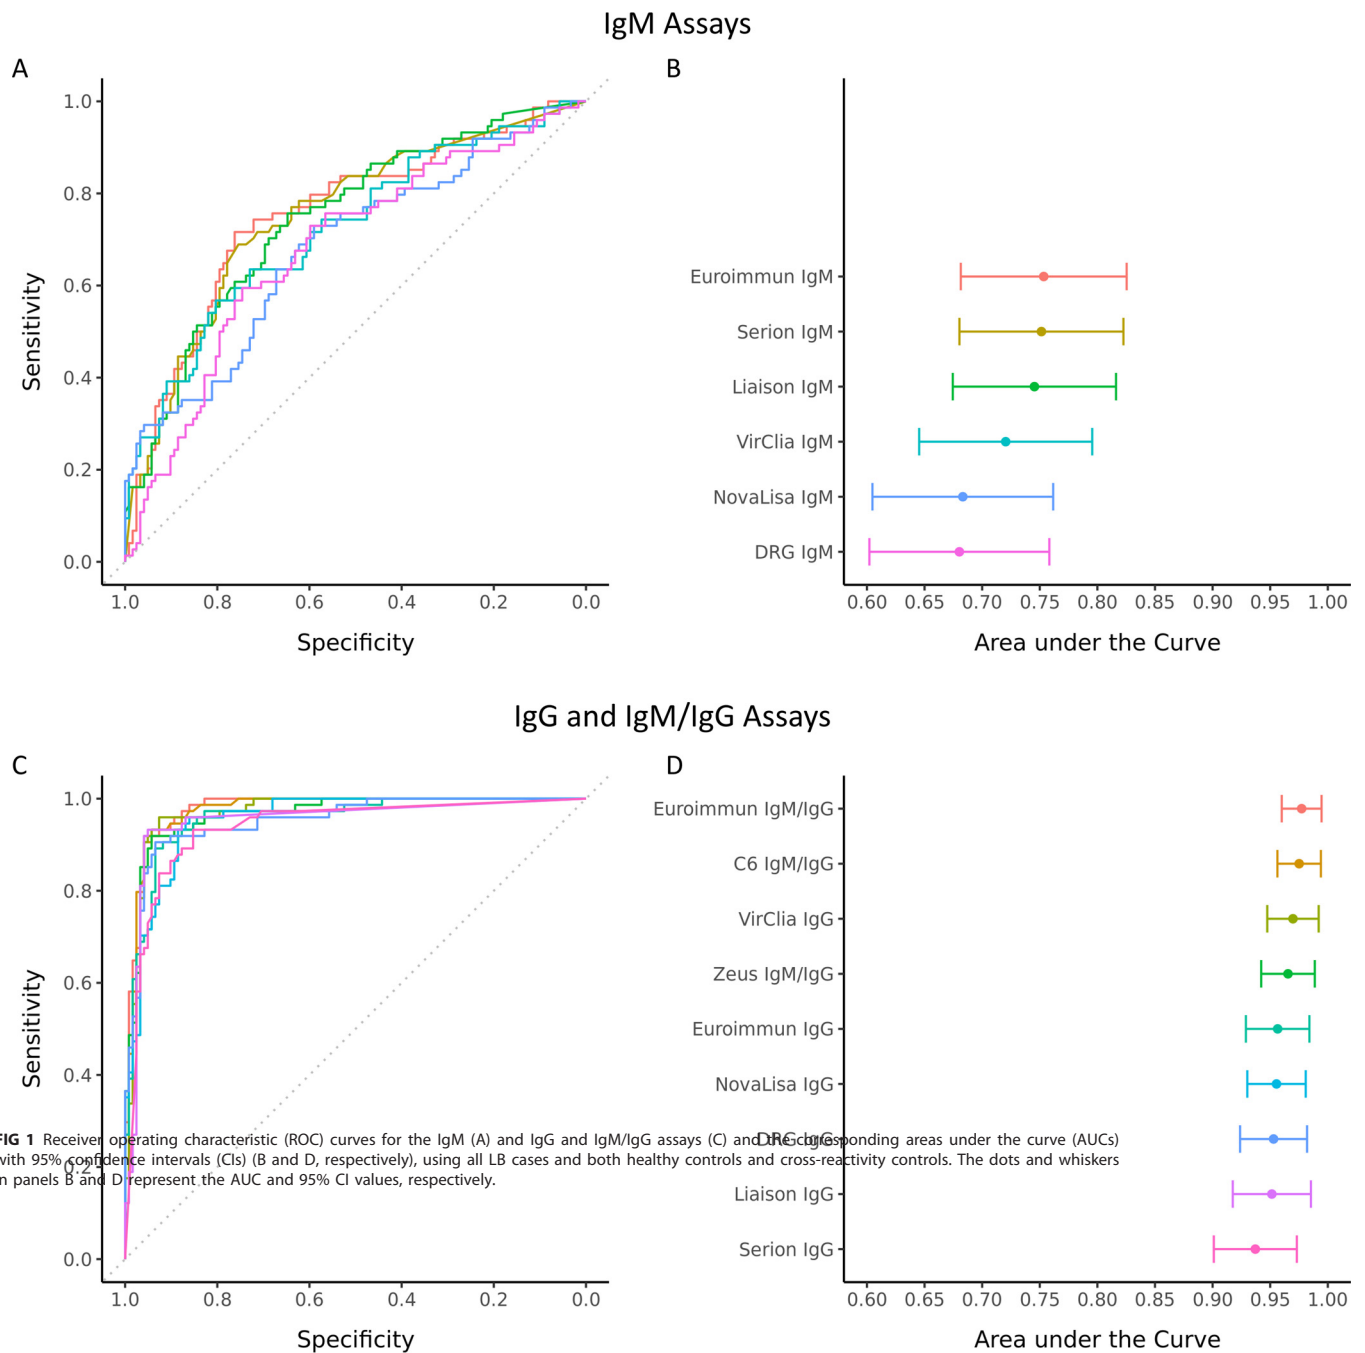 IgM Assays
A
B
Sensitivity
1.0
0.8
0.6
0.4
0.2
0.0
1.0 0.8 0.6 0.4 0.2 0.0
Specificity
Euroimmun IgM
Serion IgM
Liaison IgM
VirClia IgM
NovaLisa IgM
DRG IgM
0.60 0.65 0.70 0.75 0.80 0.85 0.90 0.95 1.00
Area under the Curve
IgG and IgM/IgG Assays
C
D
Sensitivity
1.0
0.8
0.6
0.4
0.2
0.0
1.0 0.8 0.6 0.4 0.2 0.0
Specificity
Euroimmun IgM/IgG
C6 IgM/IgG
VirClia IgG
Zeus IgM/IgG
Euroimmun IgG
NovaLisa IgG
DRG IgG
Liaison IgG
Serion IgG
0.60 0.65 0.70 0.75 0.80 0.85 0.90 0.95 1.00
Area under the Curve
FIG 1 Receiver operating characteristic (ROC) curves for the IgM (A) and IgG and IgM/IgG assays (C) and the corresponding areas under the curve (AUCs)
with 95% confidence intervals (CIs) (B and D, respectively), using all LB cases and both healthy controls and cross-reactivity controls. The dots and whiskers
in panels B and D represent the AUC and 95% CI values, respectively.